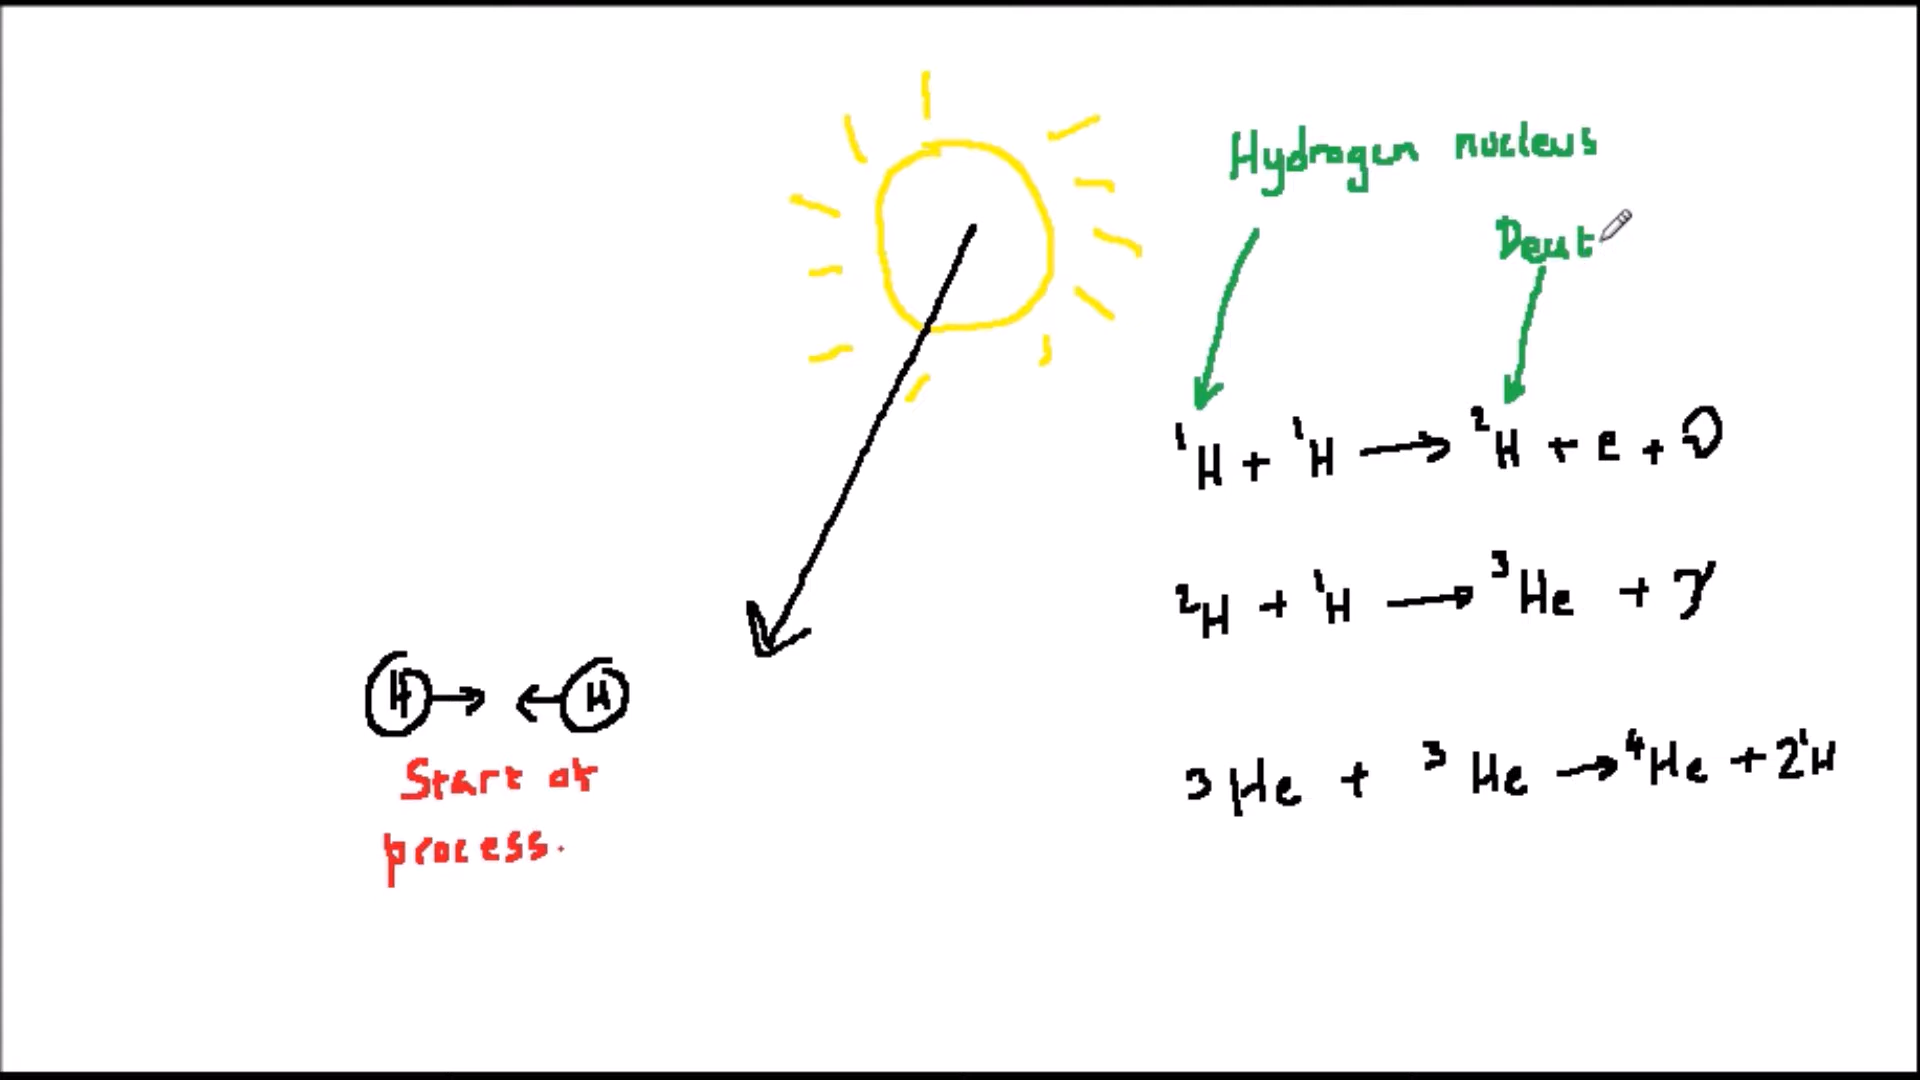 Hydrogen nucleus
Deut
¹H + ¹H → ²H + e + υ
²H + ¹H → ³He + γ
³He + ³He → ⁴He + 2¹H
H → ← H
Start of
process.